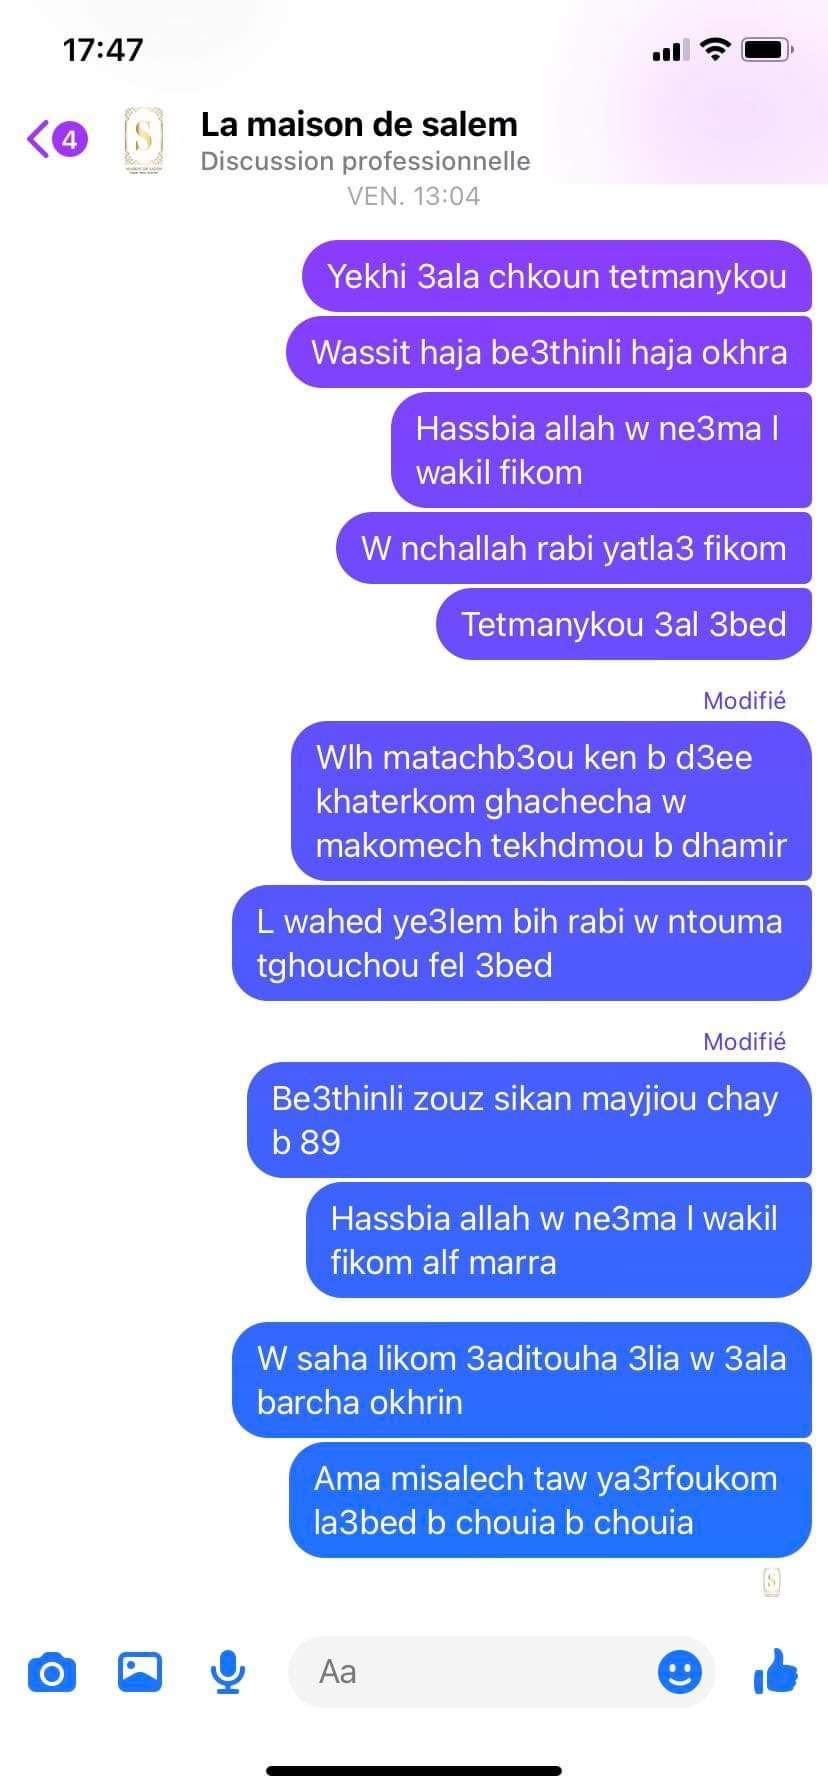 17:47
4
La maison de salem
Discussion professionnelle
VEN. 13:04
Yekhi 3ala chkoun tetmanykou
Wassit haja be3thinli haja okhra
Hassbia allah w ne3ma l
wakil fikom
W nchallah rabi yatla3 fikom
Tetmanykou 3al 3bed
Modifié
Wlh matachb3ou ken b d3ee
khaterkom ghachecha w
makomech tekhdmou b dhamir
L wahed ye3lem bih rabi w ntouma
tghouchou fel 3bed
Modifié
Be3thinli zouz sikan mayjiou chay
b 89
Hassbia allah w ne3ma l wakil
fikom alf marra
W saha likom 3aditouha 3lia w 3ala
barcha okhrin
Ama misalech taw ya3rfoukom
la3bed b chouia b chouia
Aa